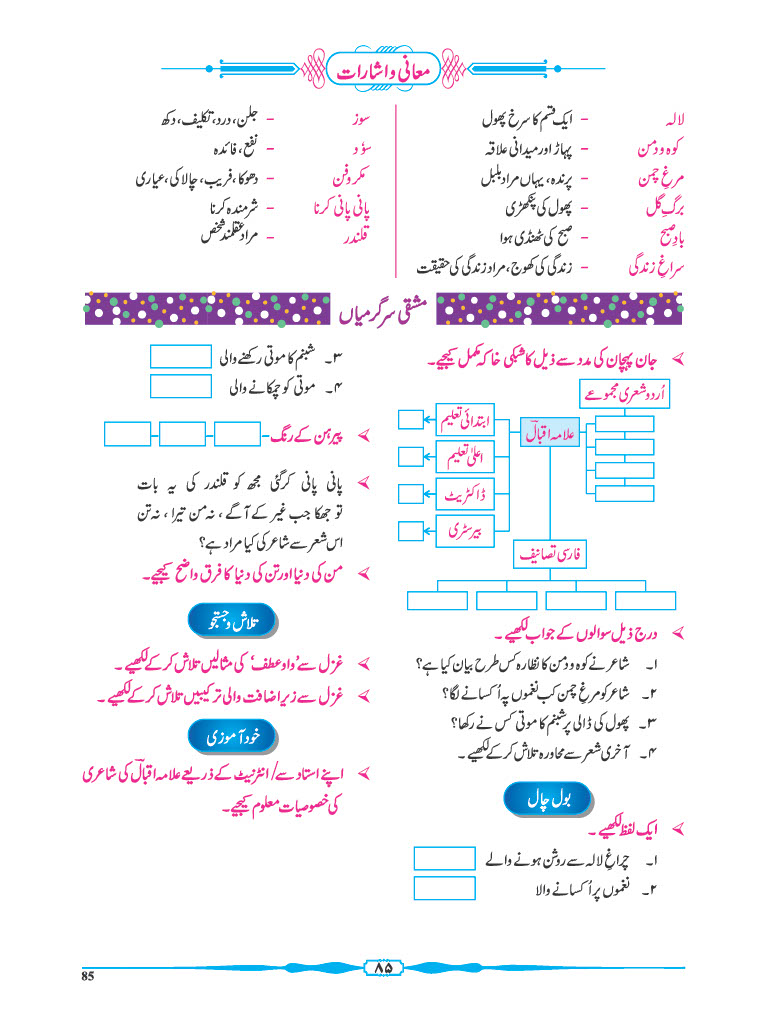 معانی و اشارات
لالہ – ایک قسم کا سرخ پھول
کوہ و دمن – پہاڑ اور میدانی علاقہ
مرغِ چمن – پرندہ، یہاں مراد بلبل
برگِ گل – پھول کی پنکھڑی
بادِ صبح – صبح کی ٹھنڈی ہوا
سراغِ زندگی – زندگی کی کھوج، مراد زندگی کی حقیقت
سوز – جلن، درد، تکلیف، دکھ
سوٗد – نفع، فائدہ
مکر و فن – دھوکا، فریب، چالاکی، عیاری
پانی پانی کرنا – شرمندہ کرنا
قلندر – مراد عقلمند شخص
مشقی سرگرمیاں
جان پہچان کی مدد سے ذیل کا شبکی خاکہ مکمل کیجیے۔
اُردو شعری مجموعے
علامہ اقبالؔ
ابتدائی تعلیم
اعلیٰ تعلیم
ڈاکٹریٹ
بیرسٹری
فارسی تصانیف
درج ذیل سوالوں کے جواب لکھیے۔
۱۔ شاعر نے کوہ و دمن کا نظارہ کس طرح بیان کیا ہے؟
۲۔ شاعر کو مرغِ چمن کب نغموں پہ اُکسانے لگا؟
۳۔ پھول کی ڈالی پر شبنم کا موتی کس نے رکھا؟
۴۔ آخری شعر سے محاورہ تلاش کرکے لکھیے۔
بول چال
ایک لفظ لکھیے۔
۱۔ چراغِ لالہ سے روشن ہونے والے
۲۔ نغموں پر اُکسانے والا
۳۔ شبنم کا موتی رکھنے والی
۴۔ موتی کو چمکانے والی
پیرہن کے رنگ–
پانی پانی کرگئی مجھ کو قلندر کی یہ بات
تو جھکا جب غیر کے آگے ، نہ من تیرا ، نہ تن
اس شعر سے شاعر کی کیا مراد ہے؟
من کی دنیا اور تن کی دنیا کا فرق واضح کیجیے۔
تلاش و جستجو
غزل سے ’واو عطف‘ کی مثالیں تلاش کرکے لکھیے۔
غزل سے زیرِ اضافت والی ترکیبیں تلاش کرکے لکھیے۔
خود آموزی
اپنے استاد سے/ انٹرنیٹ کے ذریعے علامہ اقبالؔ کی شاعری
کی خصوصیات معلوم کیجیے۔
۸۵
85